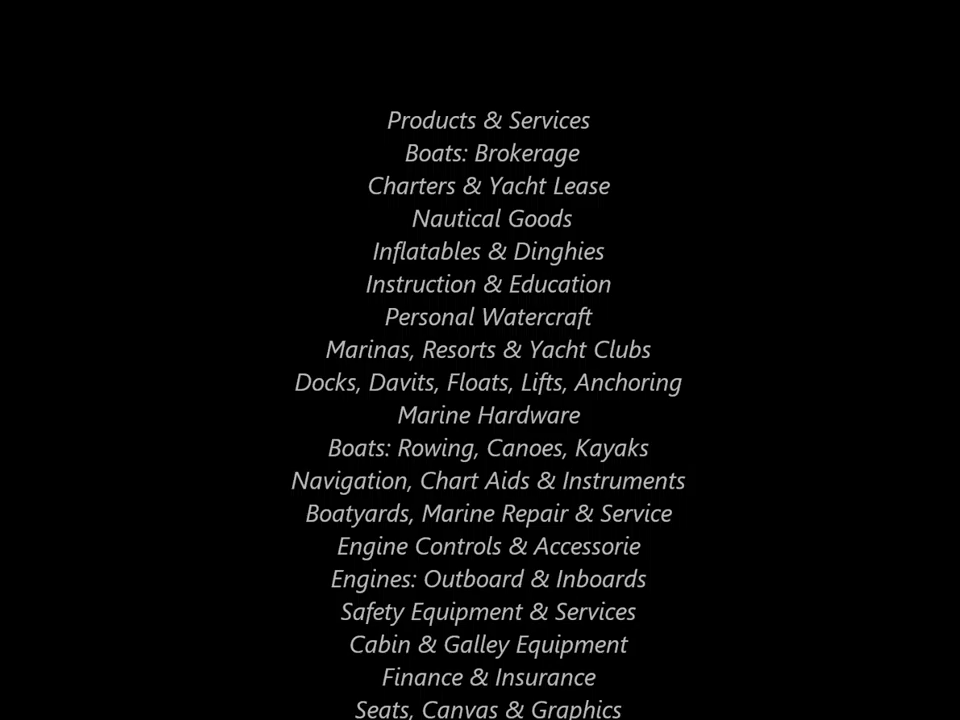 Products & Services
Boats: Brokerage
Charters & Yacht Lease
Nautical Goods
Inflatables & Dinghies
Instruction & Education
Personal Watercraft
Marinas, Resorts & Yacht Clubs
Docks, Davits, Floats, Lifts, Anchoring
Marine Hardware
Boats: Rowing, Canoes, Kayaks
Navigation, Chart Aids & Instruments
Boatyards, Marine Repair & Service
Engine Controls & Accessorie
Engines: Outboard & Inboards
Safety Equipment & Services
Cabin & Galley Equipment
Finance & Insurance
Seats, Canvas & Graphics